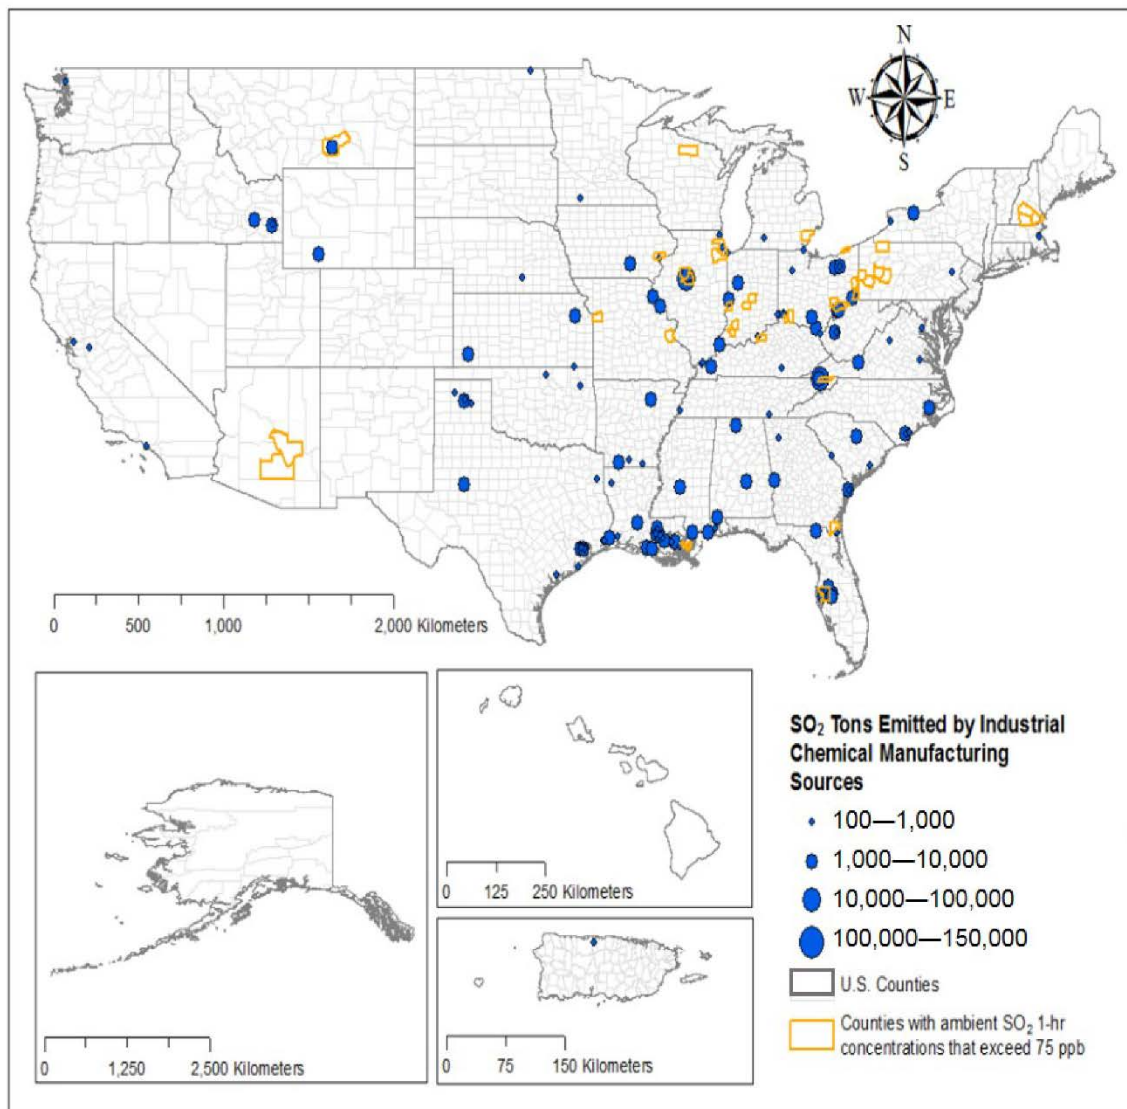 N
W E
S
0 500 1,000 2,000 Kilometers
0 125 250 Kilometers
0 75 150 Kilometers
0 1,250 2,500 Kilometers
SO₂ Tons Emitted by Industrial
Chemical Manufacturing
Sources
100—1,000
1,000—10,000
10,000—100,000
100,000—150,000
U.S. Counties
Counties with ambient SO₂ 1-hr
concentrations that exceed 75 ppb